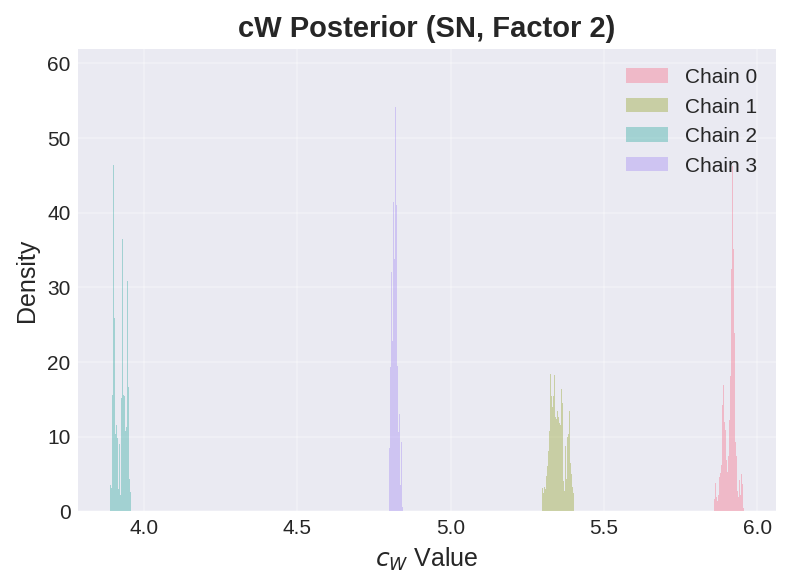 cW Posterior (SN, Factor 2)
60
50
40
30
20
10
0
Density
Chain 0
Chain 1
Chain 2
Chain 3
4.0 4.5 5.0 5.5 6.0
c_W Value